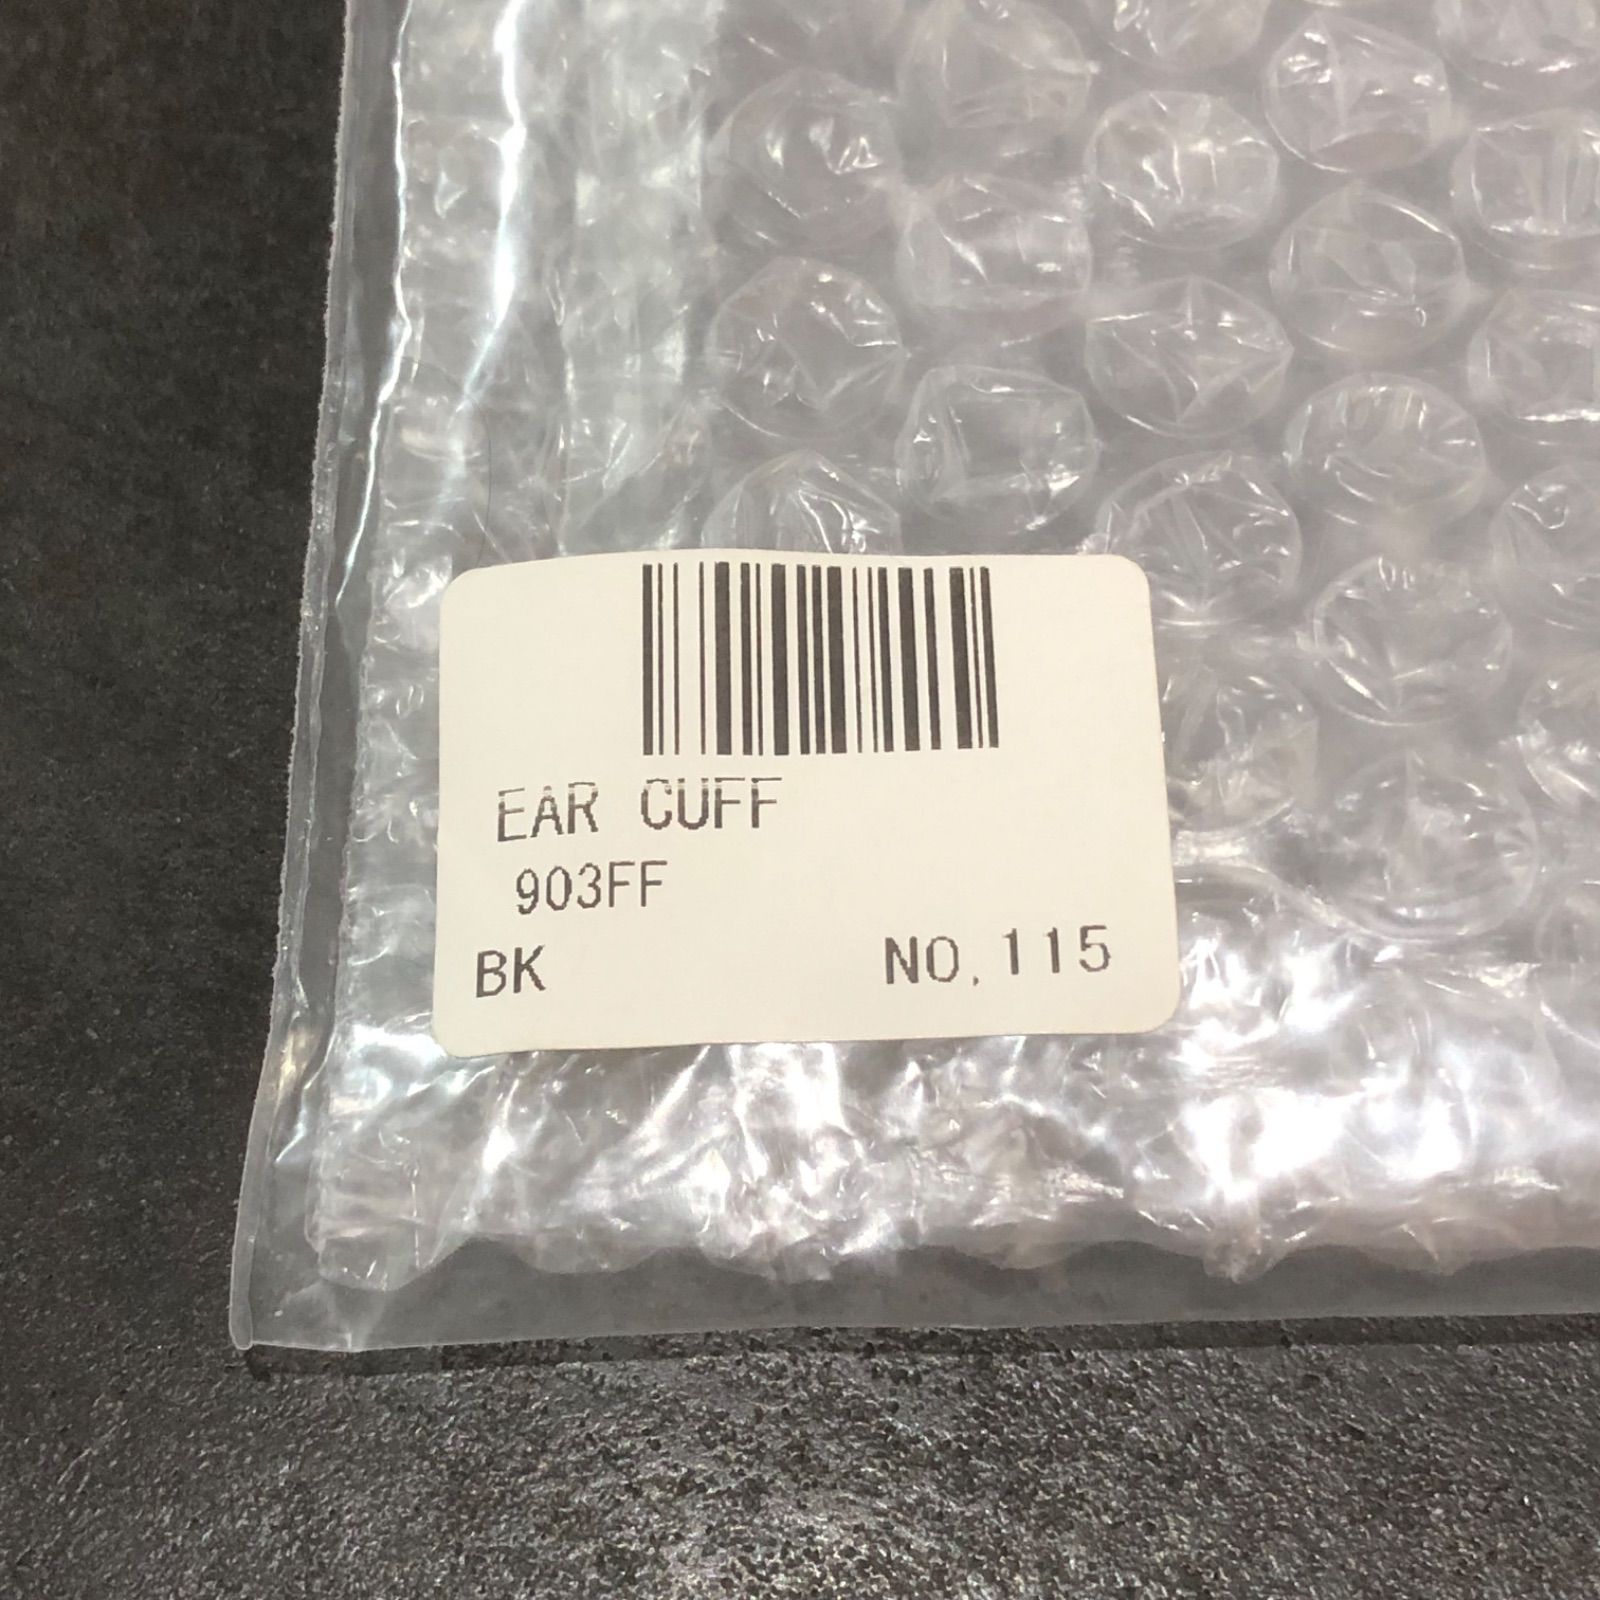 EAR CUFF
903FF
BK NO.115